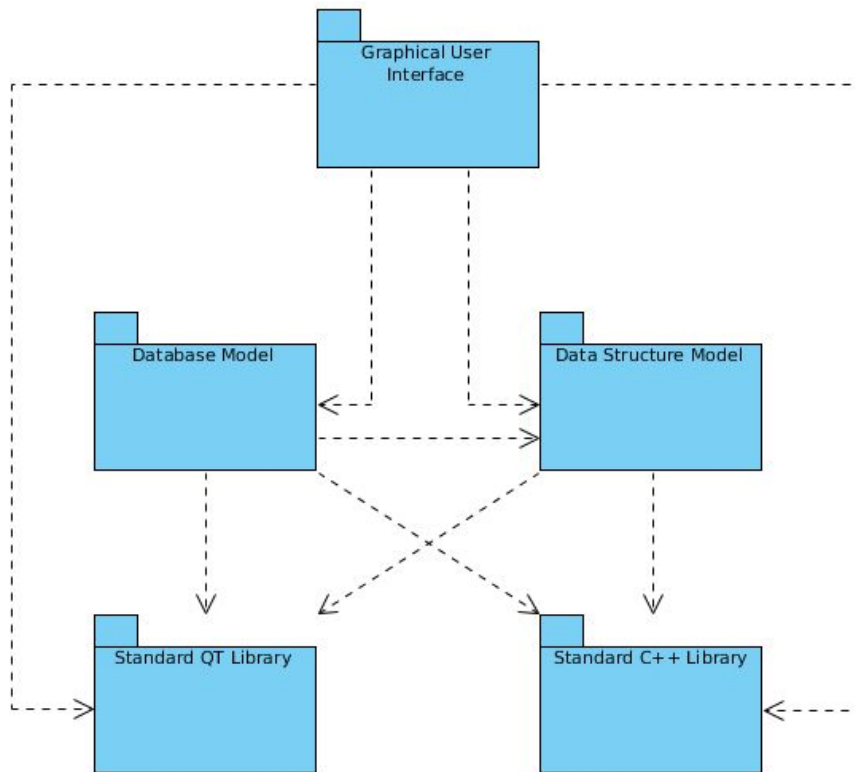 Graphical User
Interface
Database Model
Data Structure Model
Standard QT Library
Standard C++ Library